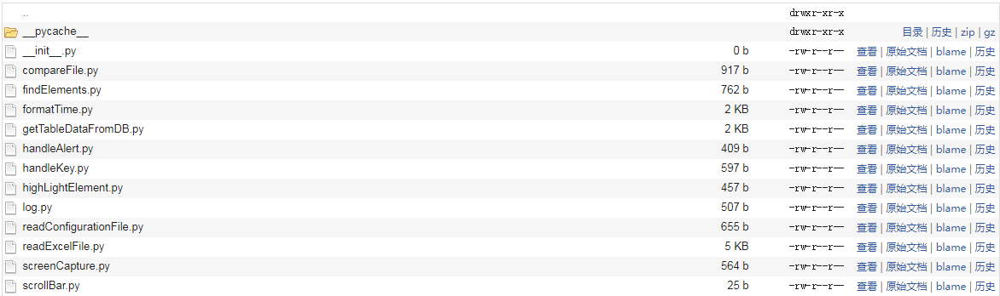 .. drwxr-xr-x
__pycache__ drwxr-xr-x 目录 | 历史 | zip | gz
__init__.py 0 b -rw-r--r-- 查看 | 原始文档 | blame | 历史
compareFile.py 917 b -rw-r--r-- 查看 | 原始文档 | blame | 历史
findElements.py 762 b -rw-r--r-- 查看 | 原始文档 | blame | 历史
formatTime.py 2 KB -rw-r--r-- 查看 | 原始文档 | blame | 历史
getTableDataFromDB.py 2 KB -rw-r--r-- 查看 | 原始文档 | blame | 历史
handleAlert.py 409 b -rw-r--r-- 查看 | 原始文档 | blame | 历史
handleKey.py 597 b -rw-r--r-- 查看 | 原始文档 | blame | 历史
highLightElement.py 457 b -rw-r--r-- 查看 | 原始文档 | blame | 历史
log.py 507 b -rw-r--r-- 查看 | 原始文档 | blame | 历史
readConfigurationFile.py 655 b -rw-r--r-- 查看 | 原始文档 | blame | 历史
readExcelFile.py 5 KB -rw-r--r-- 查看 | 原始文档 | blame | 历史
screenCapture.py 564 b -rw-r--r-- 查看 | 原始文档 | blame | 历史
scrollBar.py 25 b -rw-r--r-- 查看 | 原始文档 | blame | 历史